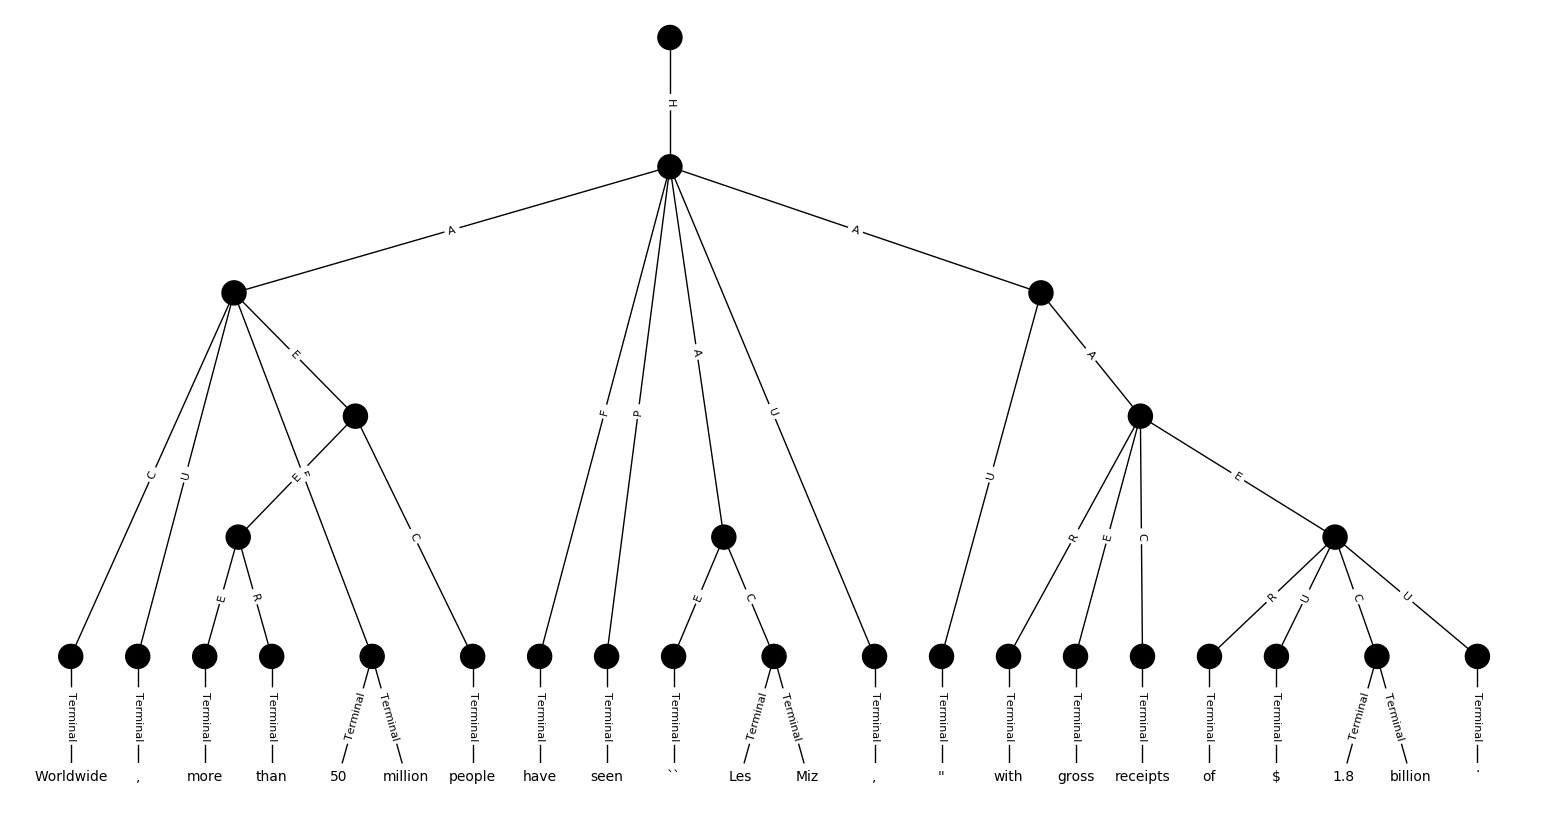 H
A A
E A
A
F P U
C U E F U E
C R E C
E R E C R U C U
Terminal Terminal Terminal Terminal Terminal Terminal Terminal Terminal Terminal Terminal Terminal Terminal Terminal Terminal Terminal Terminal Terminal Terminal Terminal Terminal Terminal Terminal
Worldwide , more than 50 million people have seen `` Les Miz , " with gross receipts of $ 1.8 billion .